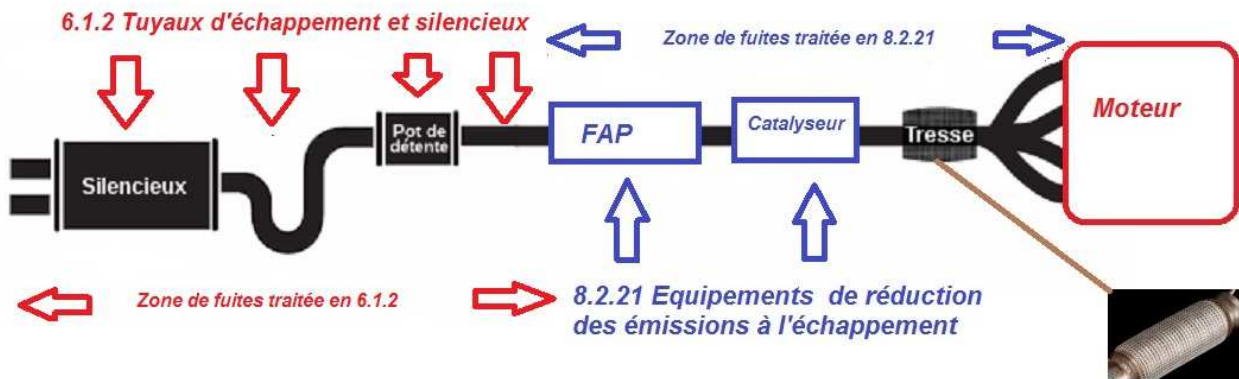 6.1.2 Tuyaux d'échappement et silencieux
Zone de fuites traitée en 8.2.21
Moteur
FAP
Catalyseur
Tresse
Pot de
détente
Silencieux
Zone de fuites traitée en 6.1.2
8.2.21 Equipements de réduction
des émissions à l'échappement